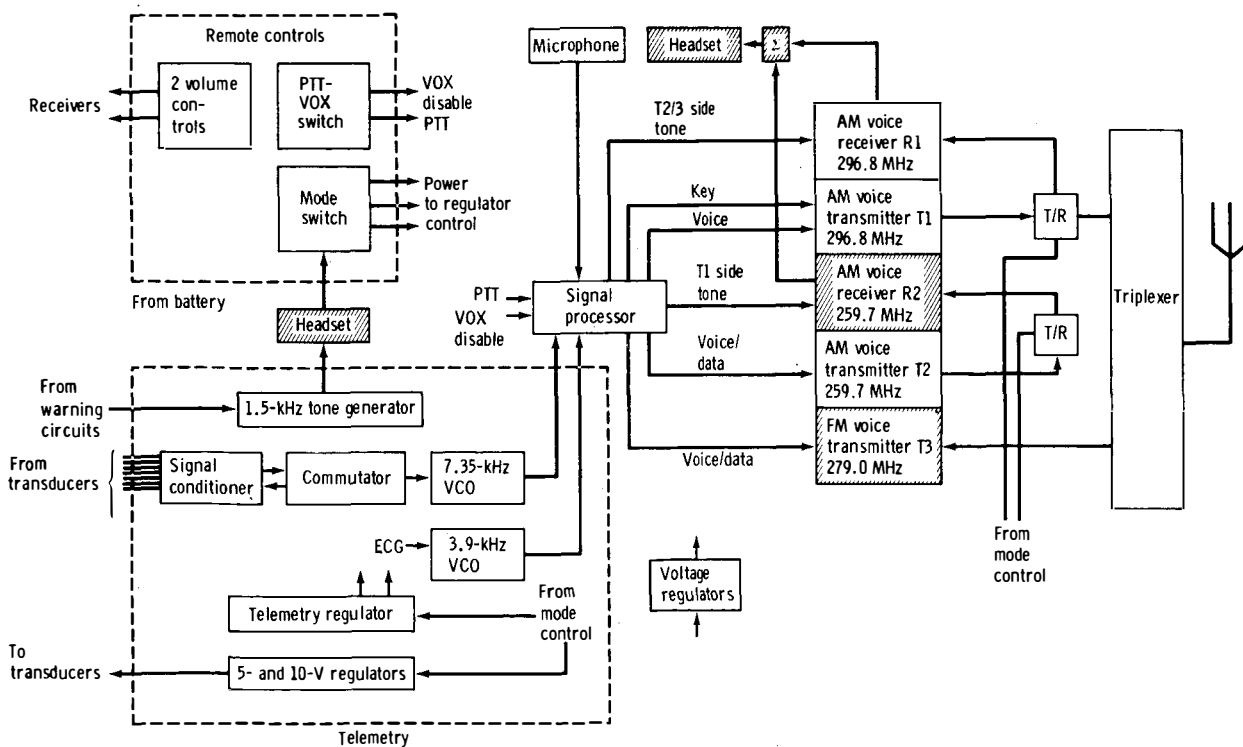 Remote controls
2 volume
con-
trols
Receivers
PTT-
VOX
switch
VOX
disable
PTT
Mode
switch
Power
to regulator
control
From battery
Headset
Microphone
Headset
Σ
T2/3 side
tone
Key
Voice
T1 side
tone
Voice/
data
Voice/data
PTT
VOX
disable
Signal
processor
AM voice
receiver R1
296.8 MHz
AM voice
transmitter T1
296.8 MHz
AM voice
receiver R2
259.7 MHz
AM voice
transmitter T2
259.7 MHz
FM voice
transmitter T3
279.0 MHz
T/R
T/R
Triplexer
From
mode
control
From
warning
circuits
1.5-kHz tone generator
From
transducers
Signal
conditioner
Commutator
7.35-kHz
VCO
ECG
3.9-kHz
VCO
Telemetry regulator
From
mode
control
To
transducers
5- and 10-V regulators
Telemetry
Voltage
regulators